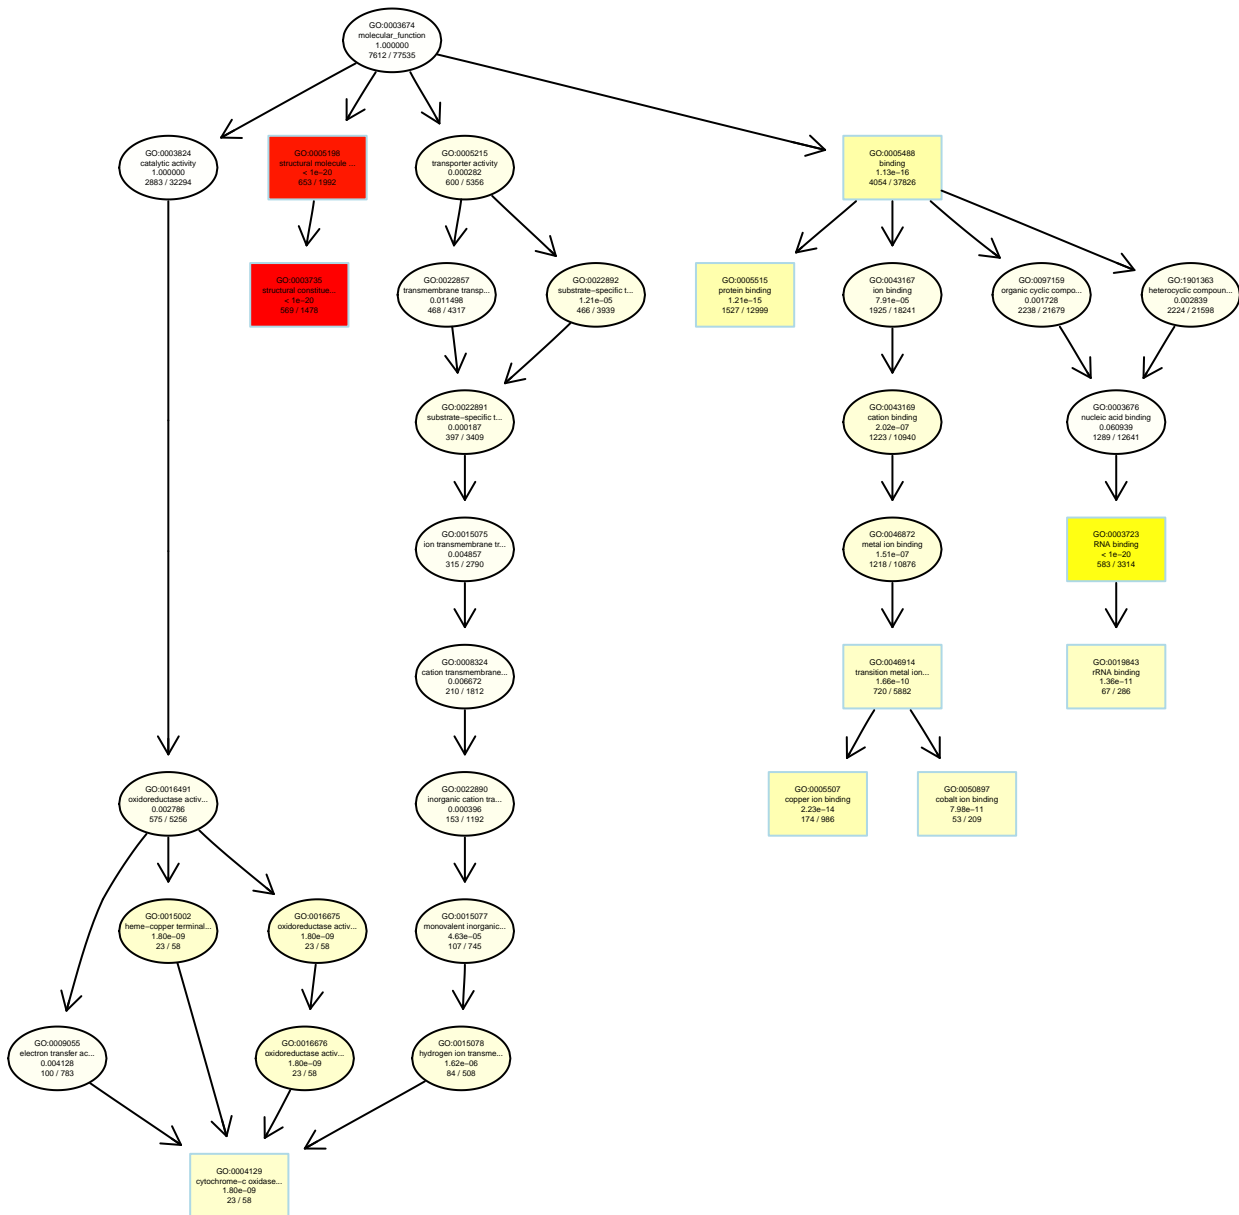 GO:0003674
molecular_function
1.000000
7612 / 77535
GO:0003824
catalytic activity
1.000000
2883 / 32294
GO:0005198
structural molecule ...
< 1e−20
653 / 1992
GO:0005215
transporter activity
0.000282
600 / 5356
GO:0005488
binding
1.13e−16
4054 / 37826
GO:0003735
structural constitue...
< 1e−20
569 / 1478
GO:0022857
transmembrane transp...
0.011498
468 / 4317
GO:0022892
substrate−specific t...
1.21e−05
466 / 3939
GO:0005515
protein binding
1.21e−15
1527 / 12999
GO:0043167
ion binding
7.91e−05
1925 / 18241
GO:0097159
organic cyclic compo...
0.001728
2238 / 21679
GO:1901363
heterocyclic compoun...
0.002839
2224 / 21598
GO:0022891
substrate−specific t...
0.000187
397 / 3409
GO:0043169
cation binding
2.02e−07
1223 / 10940
GO:0003676
nucleic acid binding
0.060939
1289 / 12641
GO:0015075
ion transmembrane tr...
0.004857
315 / 2790
GO:0046872
metal ion binding
1.51e−07
1218 / 10876
GO:0003723
RNA binding
< 1e−20
583 / 3314
GO:0008324
cation transmembrane...
0.006672
210 / 1812
GO:0046914
transition metal ion...
1.66e−10
720 / 5882
GO:0019843
rRNA binding
1.36e−11
67 / 286
GO:0016491
oxidoreductase activ...
0.002786
575 / 5256
GO:0022890
inorganic cation tra...
0.000396
153 / 1192
GO:0005507
copper ion binding
2.23e−14
174 / 986
GO:0050897
cobalt ion binding
7.98e−11
53 / 209
GO:0015002
heme−copper terminal...
1.80e−09
23 / 58
GO:0016675
oxidoreductase activ...
1.80e−09
23 / 58
GO:0015077
monovalent inorganic...
4.63e−05
107 / 745
GO:0009055
electron transfer ac...
0.004128
100 / 783
GO:0016676
oxidoreductase activ...
1.80e−09
23 / 58
GO:0015078
hydrogen ion transme...
1.62e−06
84 / 508
GO:0004129
cytochrome−c oxidase...
1.80e−09
23 / 58